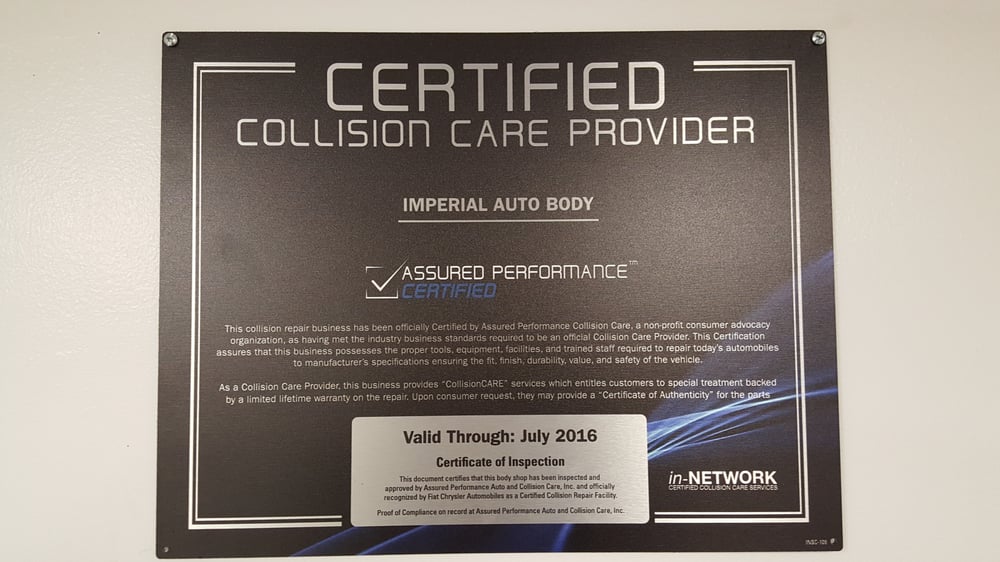 CERTIFIED
COLLISION CARE PROVIDER
IMPERIAL AUTO BODY
ASSURED PERFORMANCE™
CERTIFIED
This collision repair business has been officially Certified by Assured Performance Collision Care, a non-profit consumer advocacy
organization, as having met the industry business standards required to be an official Collision Care Provider. This Certification
assures that this business possesses the proper tools, equipment, facilities, and trained staff required to repair today's automobiles
to manufacturer's specifications ensuring the fit, finish, durability, value, and safety of the vehicle.
As a Collision Care Provider, this business provides "CollisionCARE" services which entitles customers to special treatment backed
by a limited lifetime warranty on the repair. Upon consumer request, they may provide a "Certificate of Authenticity" for the parts
Valid Through: July 2016
Certificate of Inspection
This document certifies that this body shop has been inspected and
approved by Assured Performance Auto and Collision Care, Inc. and officially
recognized by Fiat Chrysler Automobiles as a Certified Collision Repair Facility.
Proof of Compliance on record at Assured Performance Auto and Collision Care, Inc.
in-NETWORK
CERTIFIED COLLISION CARE SERVICES